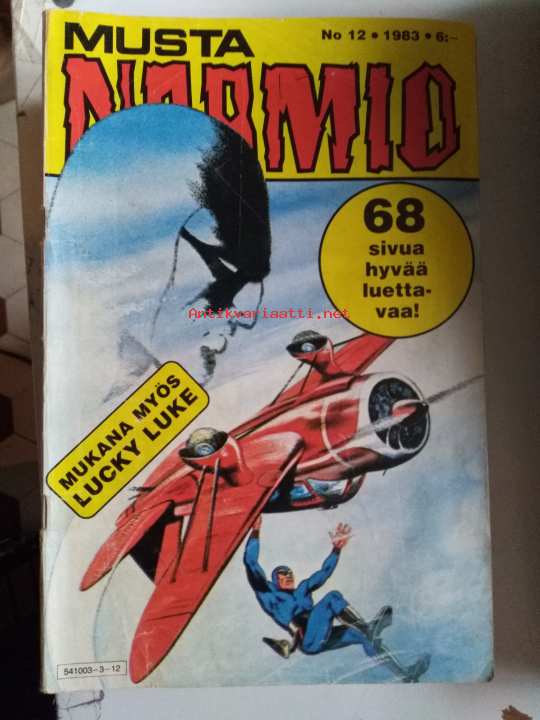 MUSTA
No 12 • 1983 • 6:–
NAAMIO
68
sivua
hyvää
luetta-
vaa!
Antikvariaatti.net
MUKANA MYÖS
LUCKY LUKE
541003-3-12